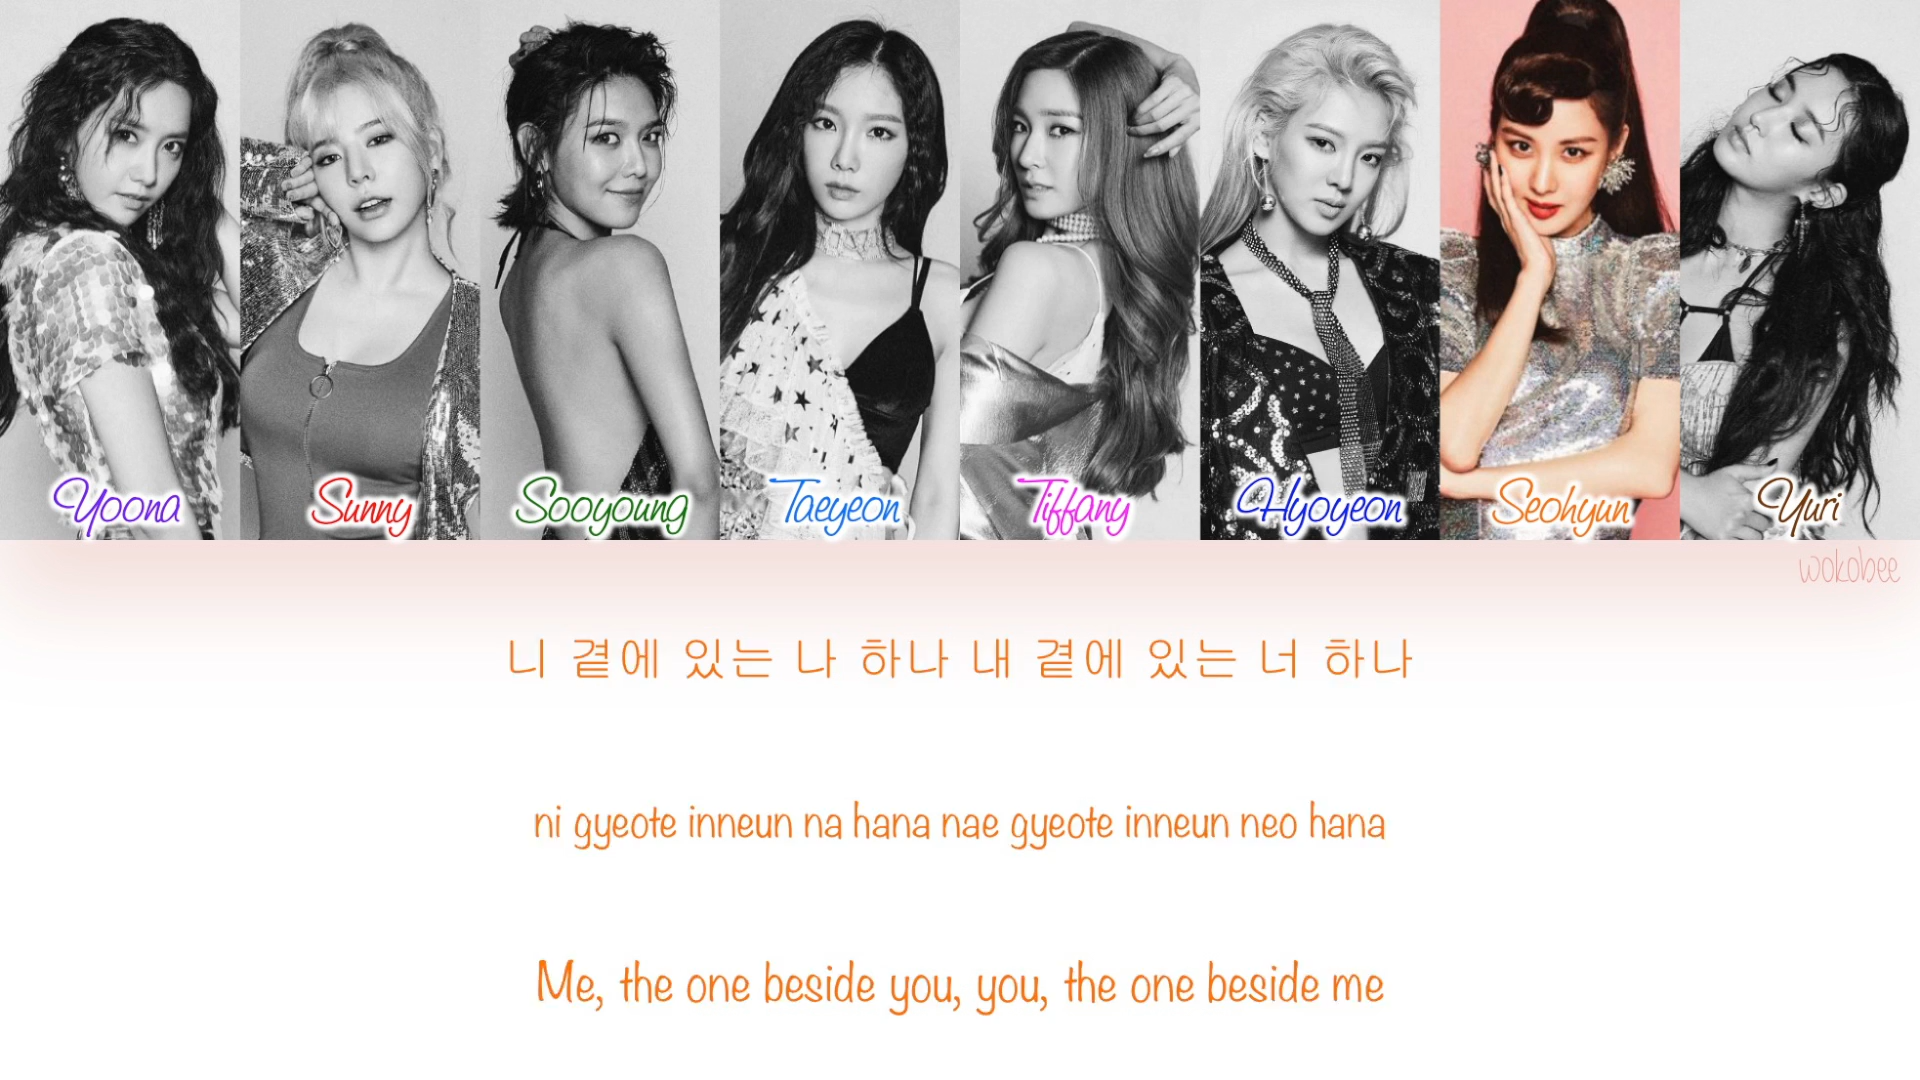 Yoona
Sunny
Sooyoung
Taeyeon
Tiffany
Hyoyeon
Seohyun
Yuri
wokobee
니 곁에 있는 나 하나 내 곁에 있는 너 하나
ni gyeote inneun na hana nae gyeote inneun neo hana
Me, the one beside you, you, the one beside me